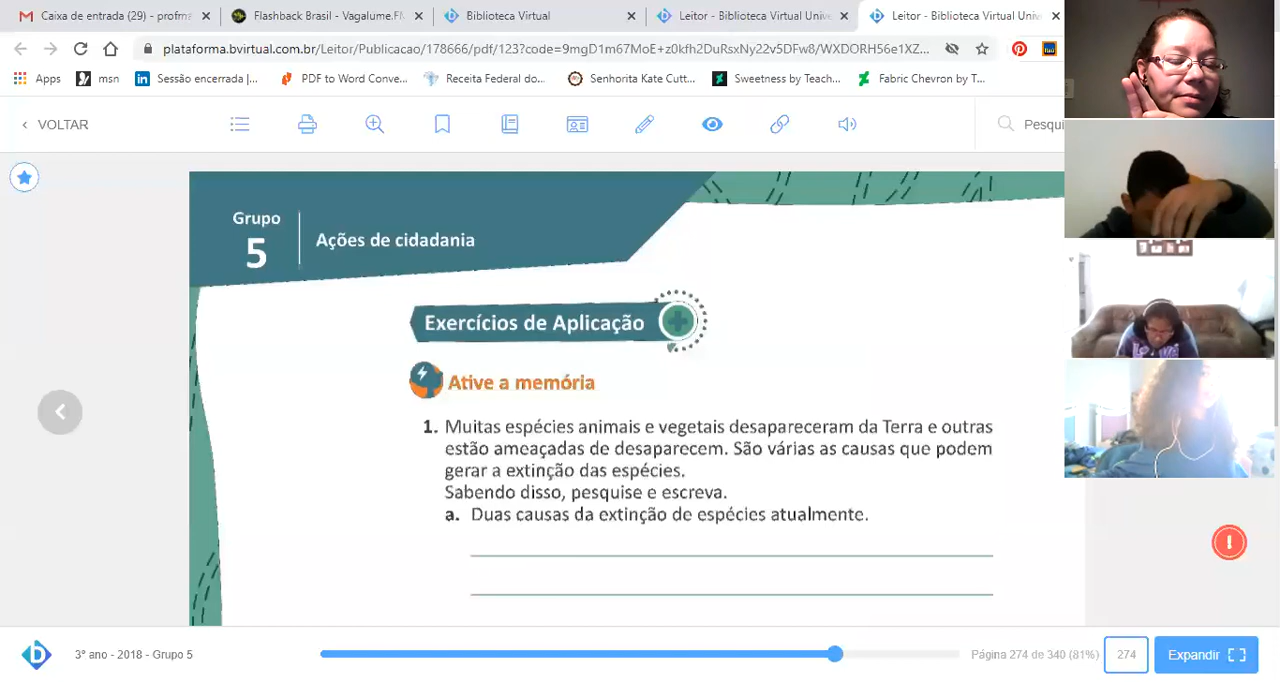 Caixa de entrada (29) - profma
Flashback Brasil - Vagalume.FM
Biblioteca Virtual
Leitor - Biblioteca Virtual Unive
Leitor - Biblioteca Virtual Univ
plataforma.bvirtual.com.br/Leitor/Publicacao/178666/pdf/123?code=9mgD1m67MoE+z0kfh2DuRsxNy22v5DFw8/WXDORH56e1XZ...
Apps
msn
Sessão encerrada |...
PDF to Word Conve...
Receita Federal do...
Senhorita Kate Cutt...
Sweetness by Teach...
Fabric Chevron by T...
VOLTAR
Pesqui
Grupo
5
Ações de cidadania
Exercícios de Aplicação
Ative a memória
1. Muitas espécies animais e vegetais desapareceram da Terra e outras
estão ameaçadas de desaparecem. São várias as causas que podem
gerar a extinção das espécies.
Sabendo disso, pesquise e escreva.
a. Duas causas da extinção de espécies atualmente.
3º ano - 2018 - Grupo 5
Página 274 de 340 (81%)
274
Expandir